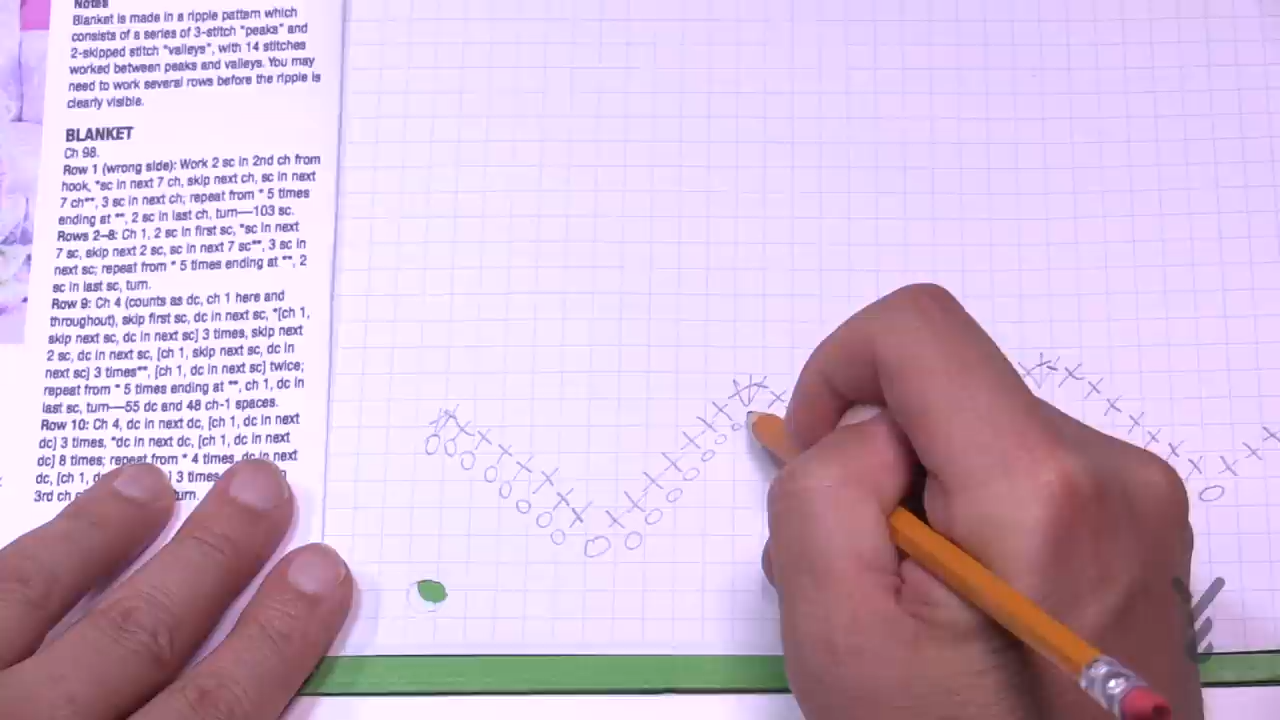 Notes
Blanket is made in a ripple pattern which
consists of a series of 3-stitch "peaks" and
2-skipped stitch "valleys", with 14 stitches
worked between peaks and valleys. You may
need to work several rows before the ripple is
clearly visible.
BLANKET
Ch 98.
Row 1 (wrong side): Work 2 sc in 2nd ch from
hook, *sc in next 7 ch, skip next ch, sc in next
7 ch**, 3 sc in next ch; repeat from * 5 times
ending at **, 2 sc in last ch, turn—103 sc.
Rows 2–8: Ch 1, 2 sc in first sc, *sc in next
7 sc, skip next 2 sc, sc in next 7 sc**, 3 sc in
next sc; repeat from * 5 times ending at **, 2
sc in last sc, turn.
Row 9: Ch 4 (counts as dc, ch 1 here and
throughout), skip first sc, dc in next sc, *[ch 1,
skip next sc, dc in next sc] 3 times, skip next
2 sc, dc in next sc, [ch 1, skip next sc, dc in
next sc] 3 times**, [ch 1, dc in next sc] twice;
repeat from * 5 times ending at **, ch 1, dc in
last sc, turn—55 dc and 48 ch-1 spaces.
Row 10: Ch 4, dc in next dc, [ch 1, dc in next
dc] 3 times, *dc in next dc, [ch 1, dc in next
dc] 8 times; repeat from * 4 times, dc in next
dc, [ch 1, ] 3 times
3rd ch turn.